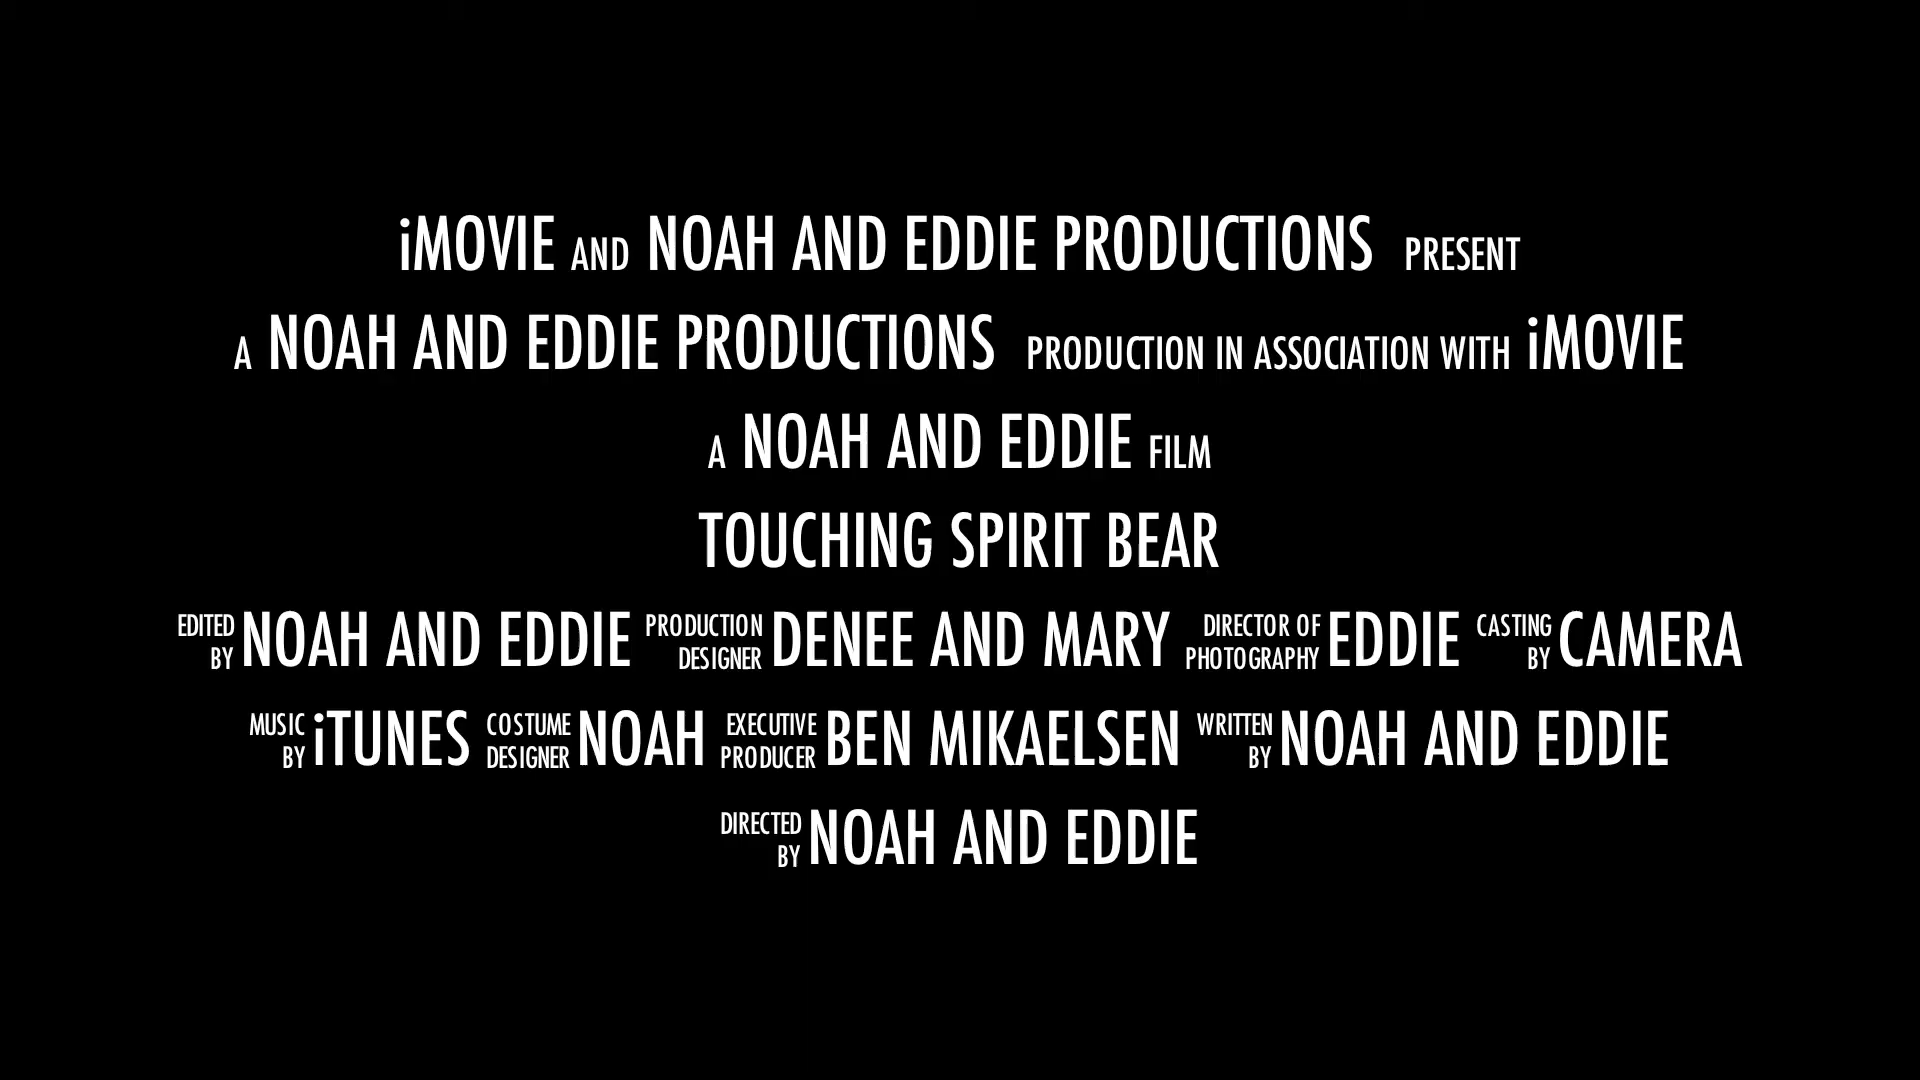 iMOVIE AND NOAH AND EDDIE PRODUCTIONS PRESENT
A NOAH AND EDDIE PRODUCTIONS PRODUCTION IN ASSOCIATION WITH iMOVIE
A NOAH AND EDDIE FILM
TOUCHING SPIRIT BEAR
EDITED BY NOAH AND EDDIE PRODUCTION DESIGNER DENEE AND MARY DIRECTOR OF PHOTOGRAPHY EDDIE CASTING BY CAMERA
MUSIC BY iTUNES COSTUME DESIGNER NOAH EXECUTIVE PRODUCER BEN MIKAELSEN WRITTEN BY NOAH AND EDDIE
DIRECTED BY NOAH AND EDDIE